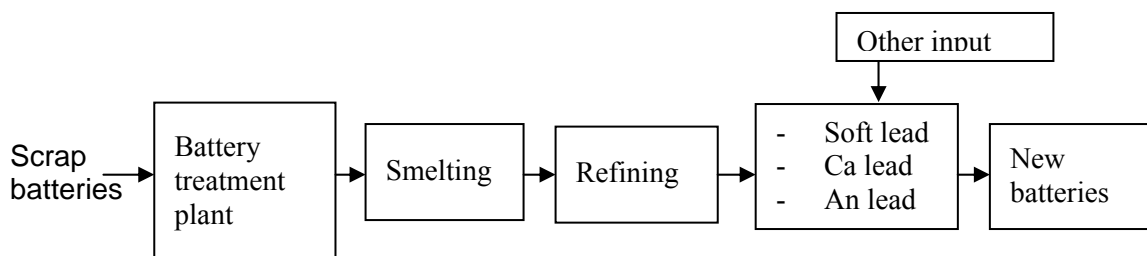 Other input
Scrap
batteries
Battery
treatment
plant
Smelting
Refining
- Soft lead
- Ca lead
- An lead
New
batteries